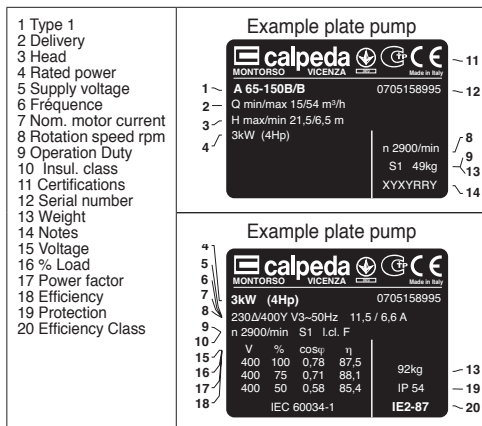 1 Type 1
2 Delivery
3 Head
4 Rated power
5 Supply voltage
6 Fréquence
7 Nom. motor current
8 Rotation speed rpm
9 Operation Duty
10 Insul. class
11 Certifications
12 Serial number
13 Weight
14 Notes
15 Voltage
16 % Load
17 Power factor
18 Efficiency
19 Protection
20 Efficiency Class
Example plate pump
calpeda TP CE
MONTORSO VICENZA Made in Italy
11
1 A 65-150B/B 0705158995 12
2 Q min/max 15/54 m³/h
3 H max/min 21,5/6,5 m
4 3kW (4Hp)
n 2900/min 8
S1 49kg 9
13
XYXYRRY 14
Example plate pump
calpeda TP CE
MONTORSO VICENZA Made in Italy
4 3kW (4Hp) 0705158995
5
6
7
8 230Δ/400Y V3~50Hz 11,5 / 6,6 A
9 n 2900/min S1 I.cl. F
10
15 V % cosφ η
16 400 100 0,78 87,5 92kg 13
17 400 75 0,71 88,1 IP 54 19
18 400 50 0,58 85,4
IEC 60034-1 IE2-87 20